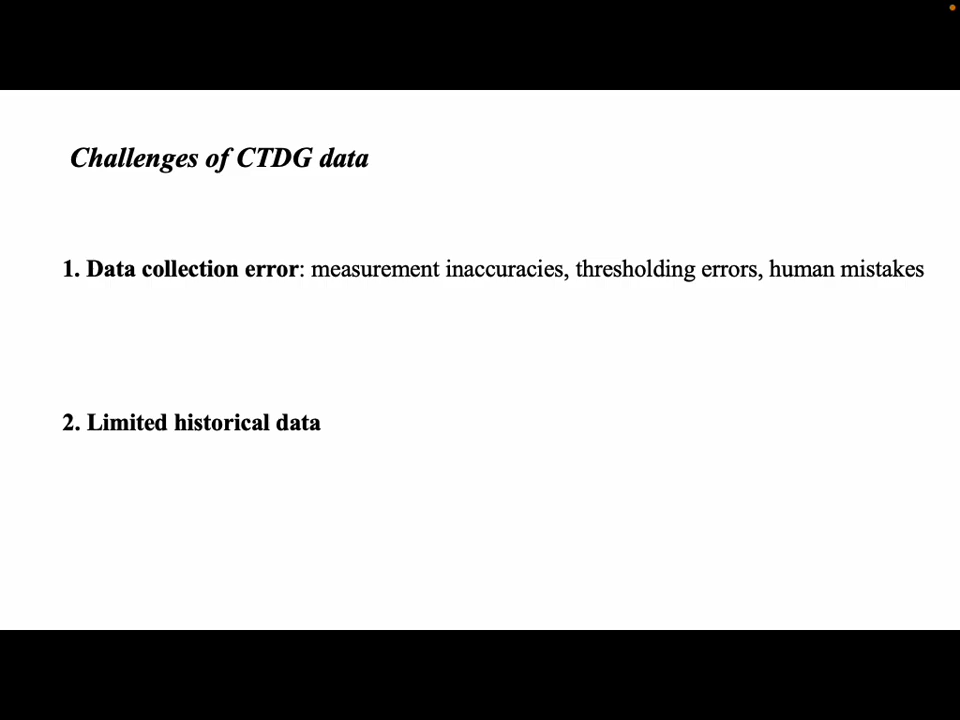 Challenges of CTDG data
1. Data collection error: measurement inaccuracies, thresholding errors, human mistakes
2. Limited historical data